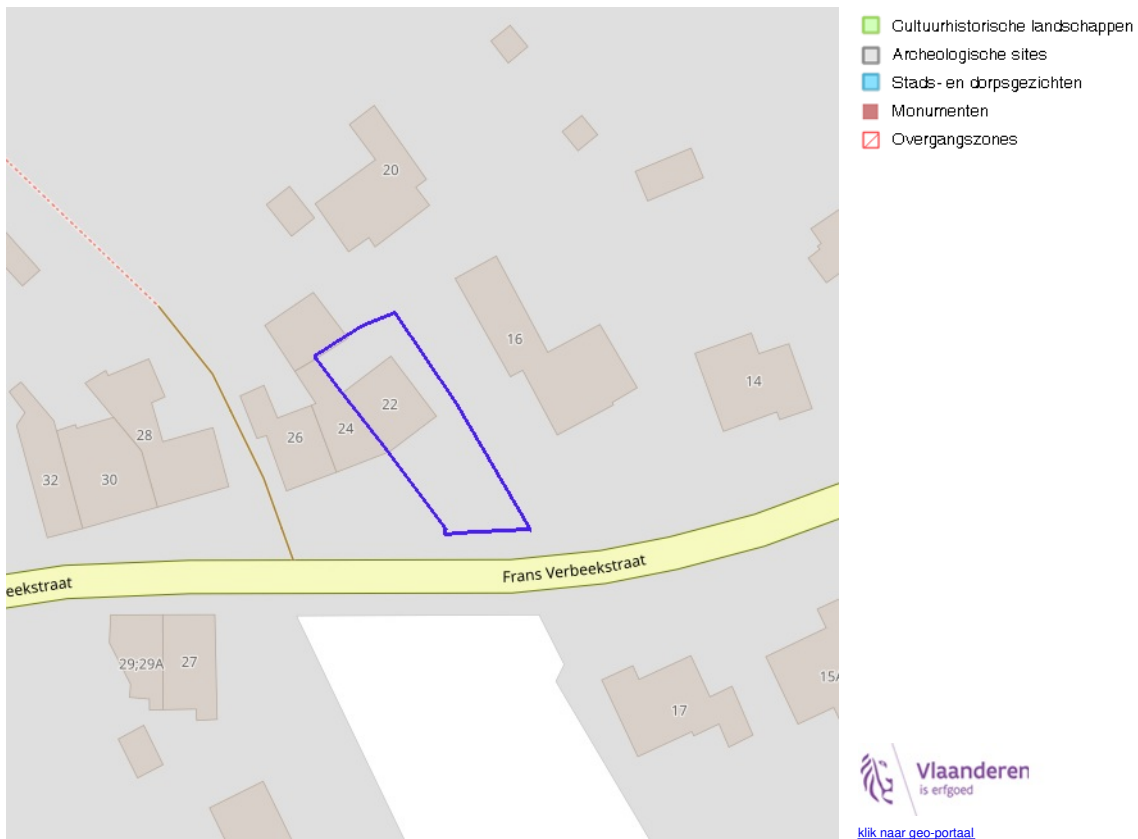 Cultuurhistorische landschappen
Archeologische sites
Stads- en dorpsgezichten
Monumenten
Overgangszones
20
16
14
22
24
26
28
30
32
Frans Verbeekstraat
eekstraat
29;29A
27
17
15A
Vlaanderen
is erfgoed
klik naar geo-portaal